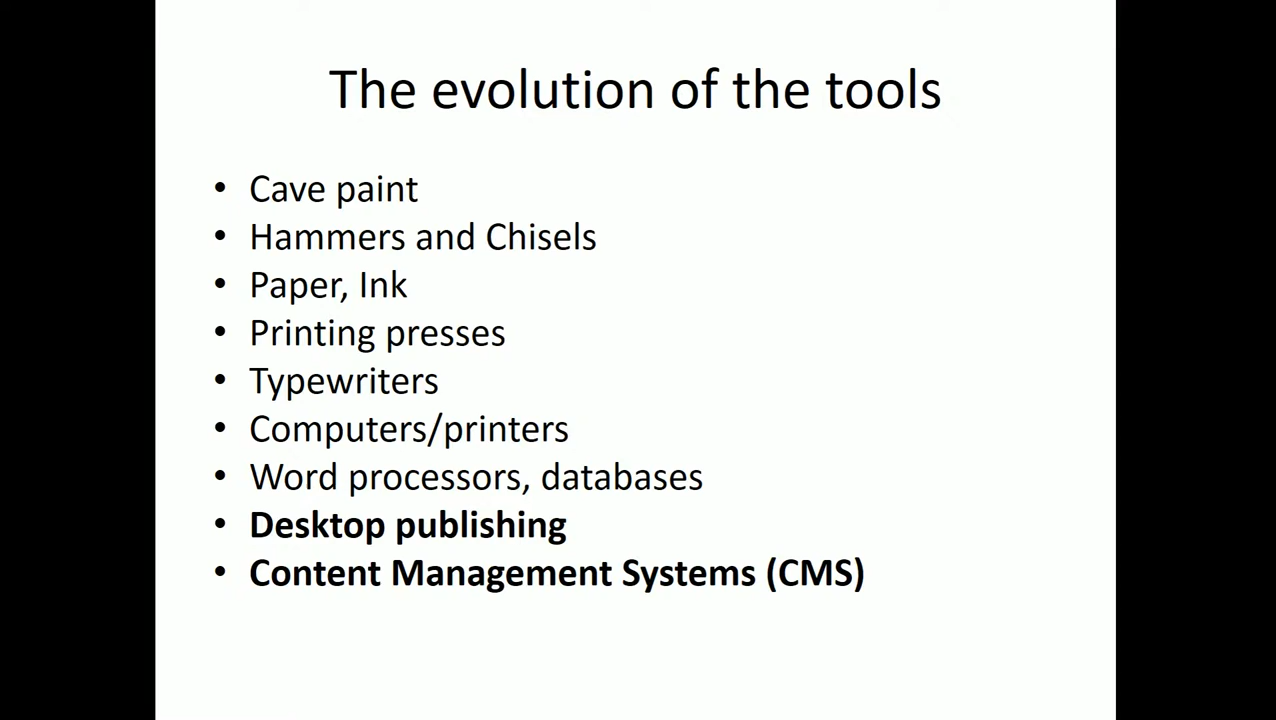 The evolution of the tools
• Cave paint
• Hammers and Chisels
• Paper, Ink
• Printing presses
• Typewriters
• Computers/printers
• Word processors, databases
• Desktop publishing
• Content Management Systems (CMS)